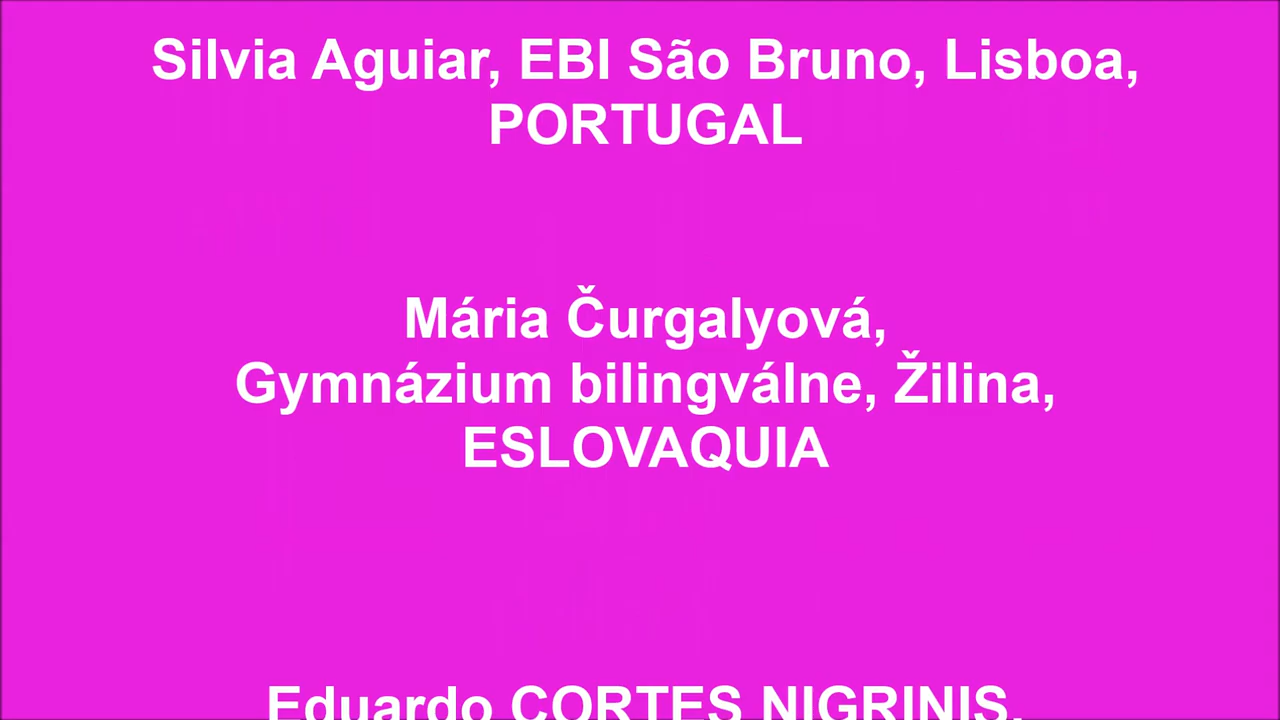 Silvia Aguiar, EBI São Bruno, Lisboa,
PORTUGAL
Mária Čurgalyová,
Gymnázium bilingválne, Žilina,
ESLOVAQUIA
Eduardo CORTES NIGRINIS,